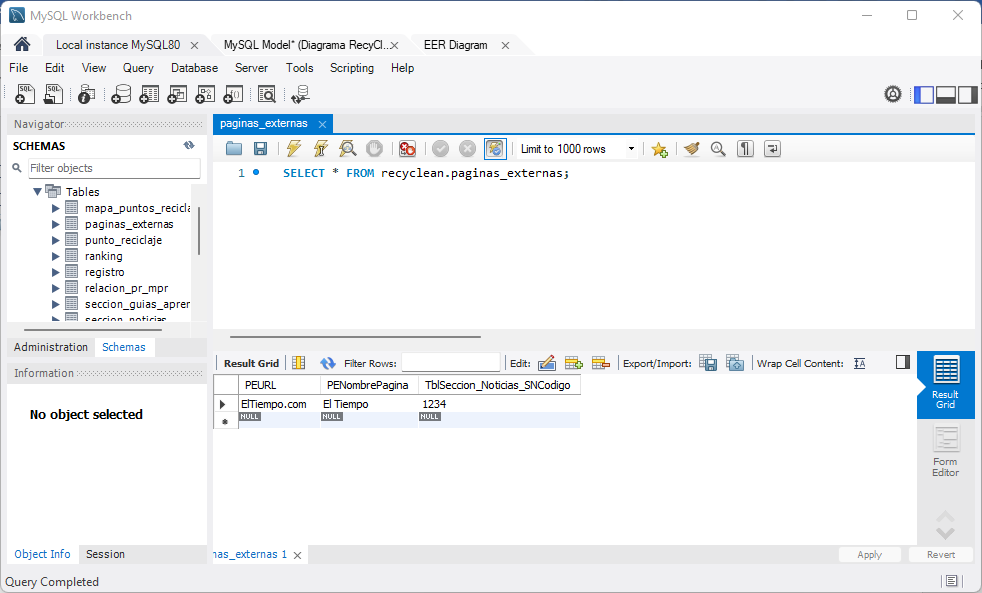 MySQL Workbench
Local instance MySQL80
MySQL Model* (Diagrama RecyCl...
EER Diagram
File Edit View Query Database Server Tools Scripting Help
Navigator
paginas_externas
SCHEMAS
Filter objects
Limit to 1000 rows
1 SELECT * FROM recyclean.paginas_externas;
Tables
mapa_puntos_recicla
paginas_externas
punto_reciclaje
ranking
registro
relacion_pr_mpr
seccion_guias_aprer
seccion_noticias
Administration Schemas
Information
No object selected
Result Grid Filter Rows: Edit: Export/Import: Wrap Cell Content:
PEURL PENombrePagina TblSeccion_Noticias_SNCodigo
ElTiempo.com El Tiempo 1234
NULL NULL NULL
Result
Grid
Form
Editor
Object Info Session
nas_externas 1
Apply Revert
Query Completed